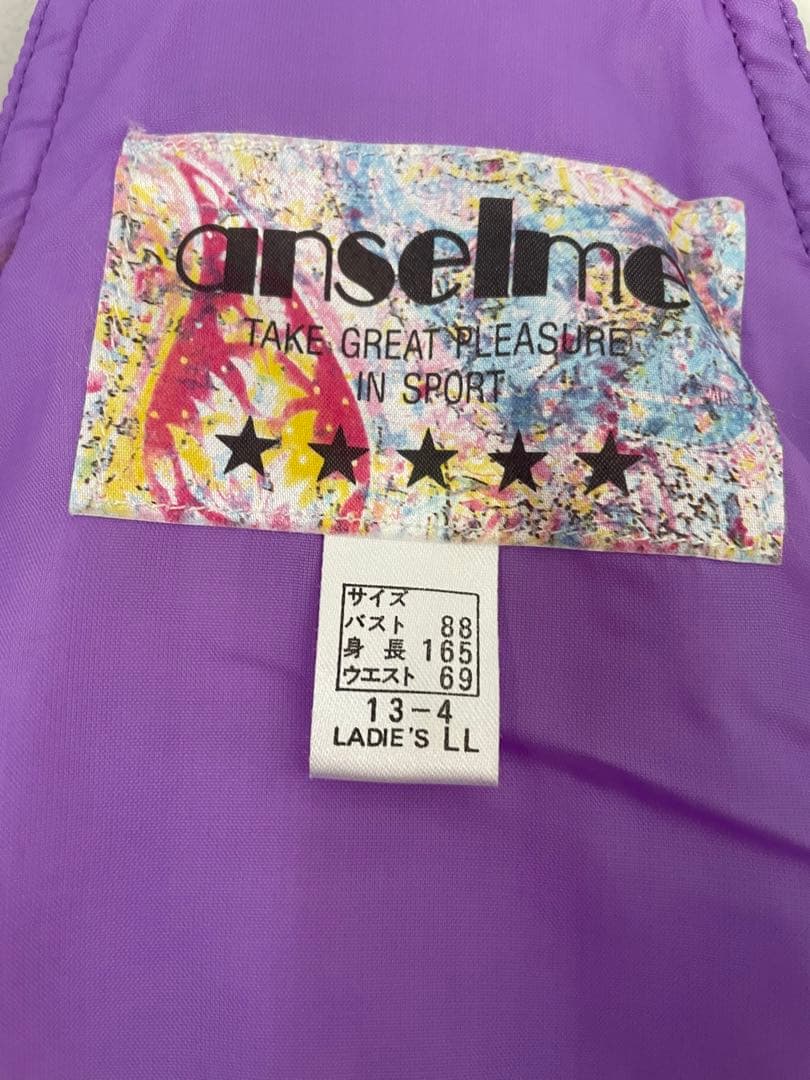 anselme
TAKE GREAT PLEASURE
IN SPORT
★★★★★
サイズ
バスト 88
身長 165
ウエスト 69
13-4
LADIE'S LL